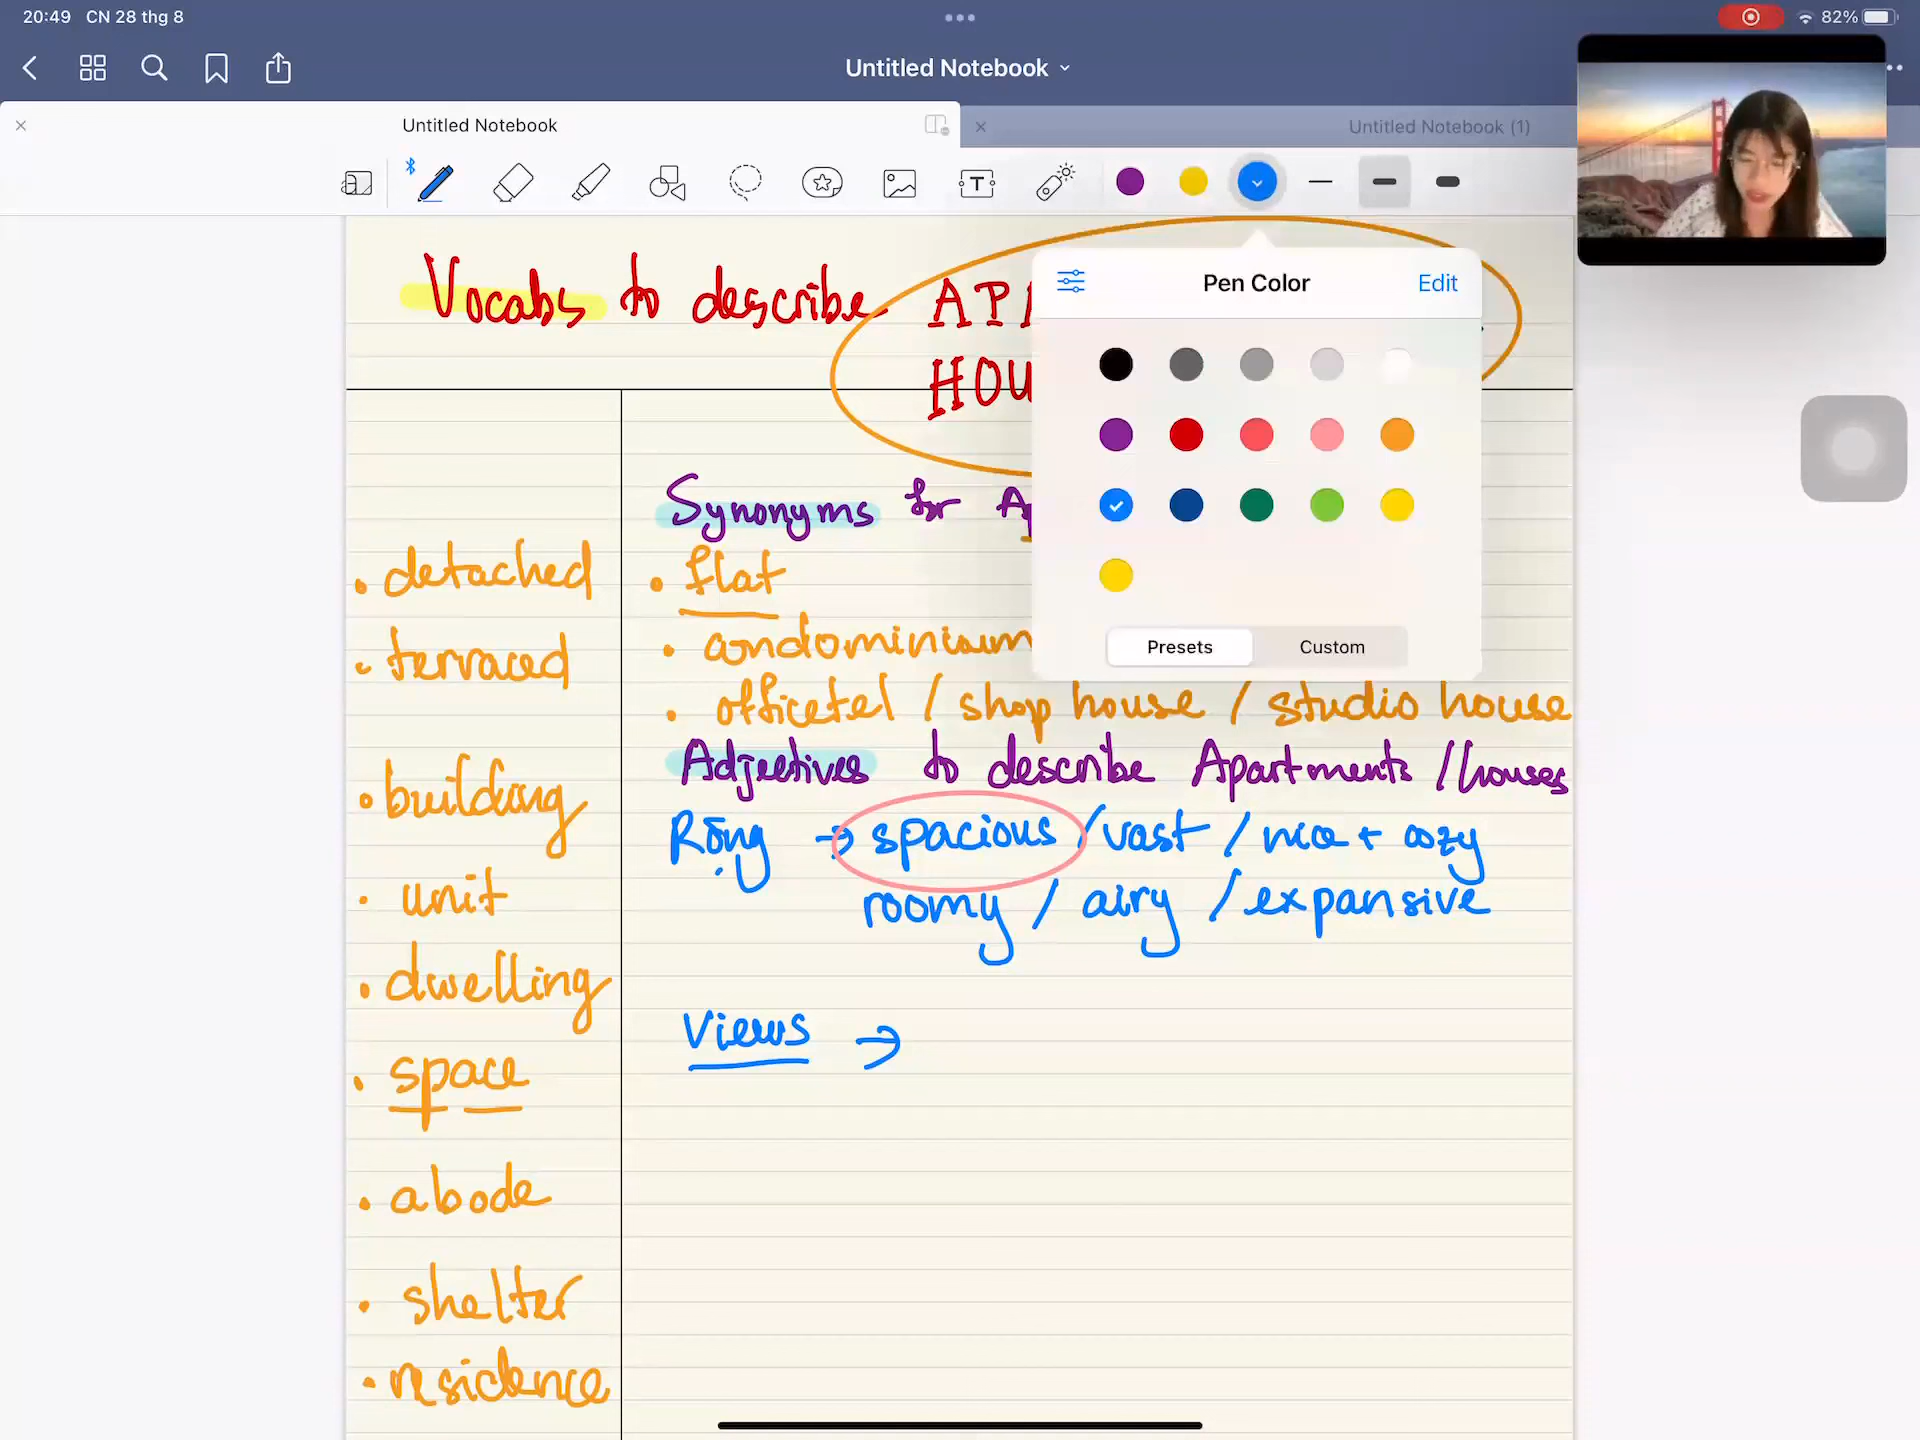 20:49 CN 28 thg 8
82%
Untitled Notebook
Untitled Notebook
Untitled Notebook (1)
Pen Color
Edit
Presets
Custom
Vocabs to describe
Synonyms for
• detached
• terraced
• building
• unit
• dwelling
• space
• abode
• shelter
• residence
• flat
• condominium
• officetel / shop house / studio house
Adjectives to describe Apartments / houses
Rộng → spacious / vast / nice + cozy
roomy / airy / expansive
Views →